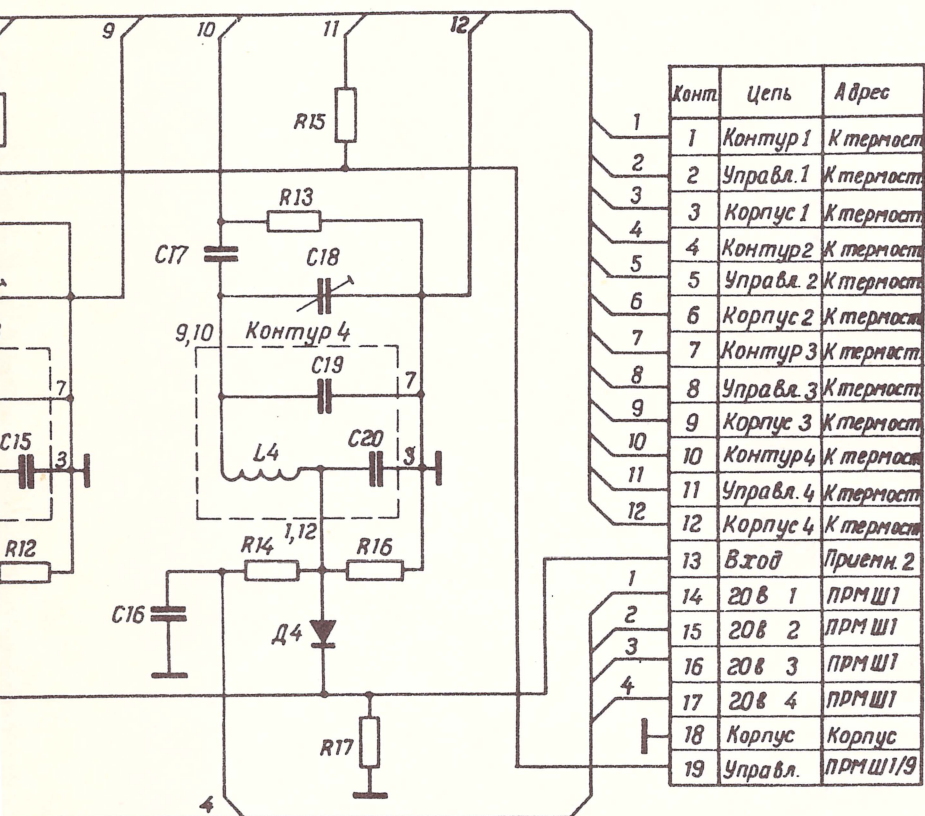 9 10 11 12
R15
R13
C17 C18
9,10 Контур 4
C19 7
7
C15 3
L4 C20 3
1,12
R12 R14 R16
C16
Д4
R17
4
1
2
3
4
5
6
7
8
9
10
11
12
1
2
3
4
Конт Цепь Адрес
1 Контур 1 К термост
2 Управл. 1 К термост.
3 Корпус 1 К термост
4 Контур 2 К термост
5 Управл. 2 К термост
6 Корпус 2 К термост
7 Контур 3 К термост.
8 Управл. 3 К термост.
9 Корпус 3 К термост
10 Контур 4 К термост
11 Управл. 4 К термост
12 Корпус 4 К термост
13 Вход Приемн. 2
14 20в 1 ПРМ Ш1
15 20в 2 ПРМ Ш1
16 20в 3 ПРМ Ш1
17 20в 4 ПРМ Ш1
18 Корпус Корпус
19 Управл. ПРМ Ш1/9